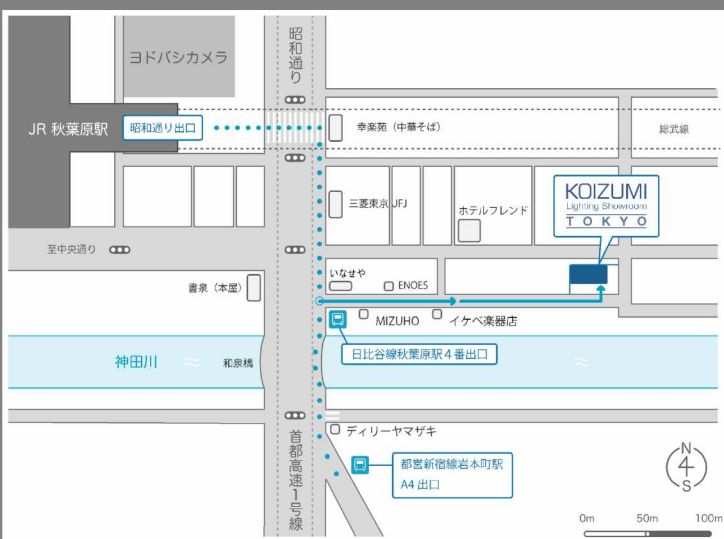 昭和通り
ヨドバシカメラ
JR 秋葉原駅
昭和通り出口
幸楽苑（中華そば）
総武線
KOIZUMI
Lighting Showroom
TOKYO
三菱東京 JFJ
ホテルフレンド
至中央通り
書泉（本屋）
いなせや
ENOES
MIZUHO
イケベ楽器店
日比谷線秋葉原駅４番出口
神田川
和泉橋
ディリーヤマザキ
首都高速1号線
都営新宿線岩本町駅
A4 出口
N
4
S
0m
50m
100m